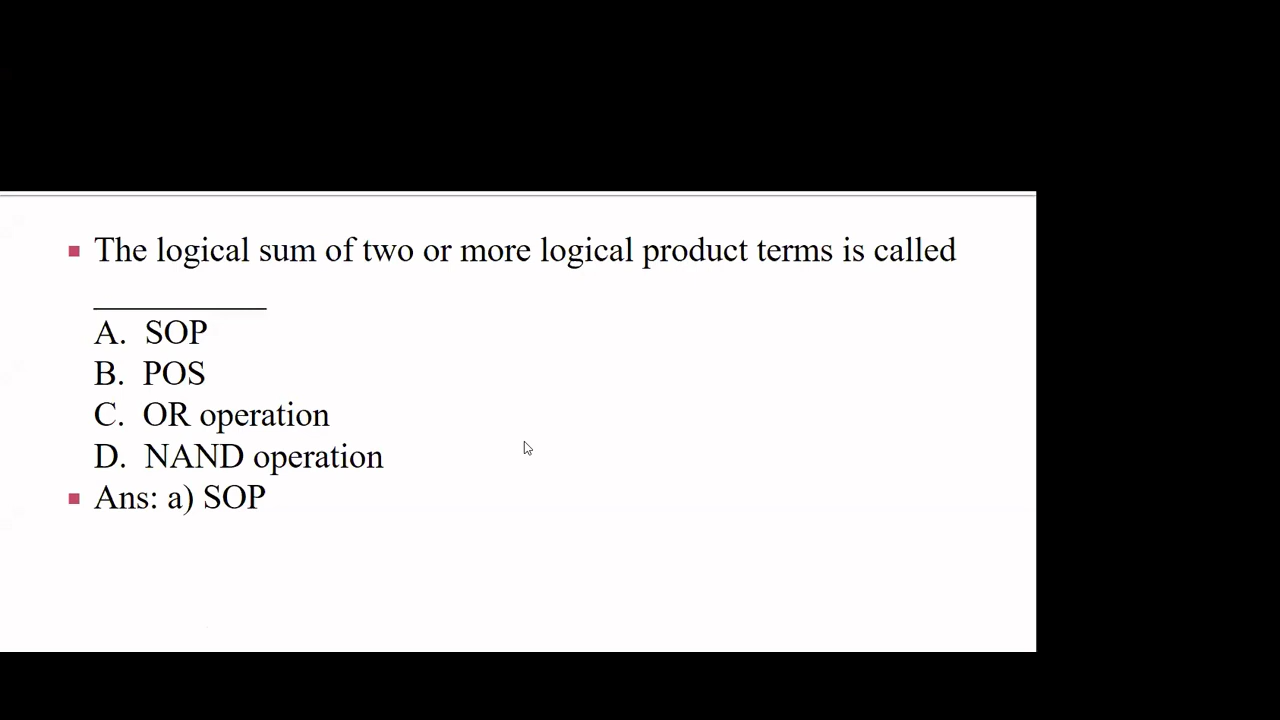 The logical sum of two or more logical product terms is called
__________
A. SOP
B. POS
C. OR operation
D. NAND operation
Ans: a) SOP